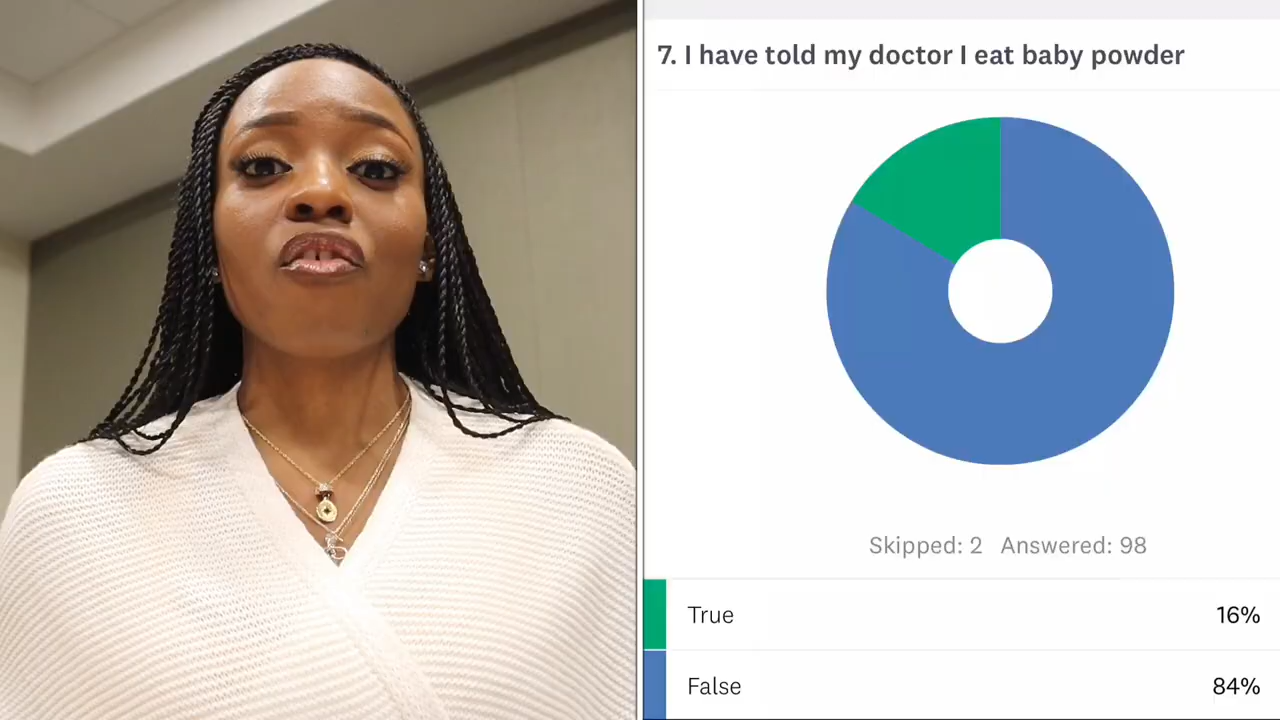 7. I have told my doctor I eat baby powder
Skipped: 2 Answered: 98
True 16%
False 84%